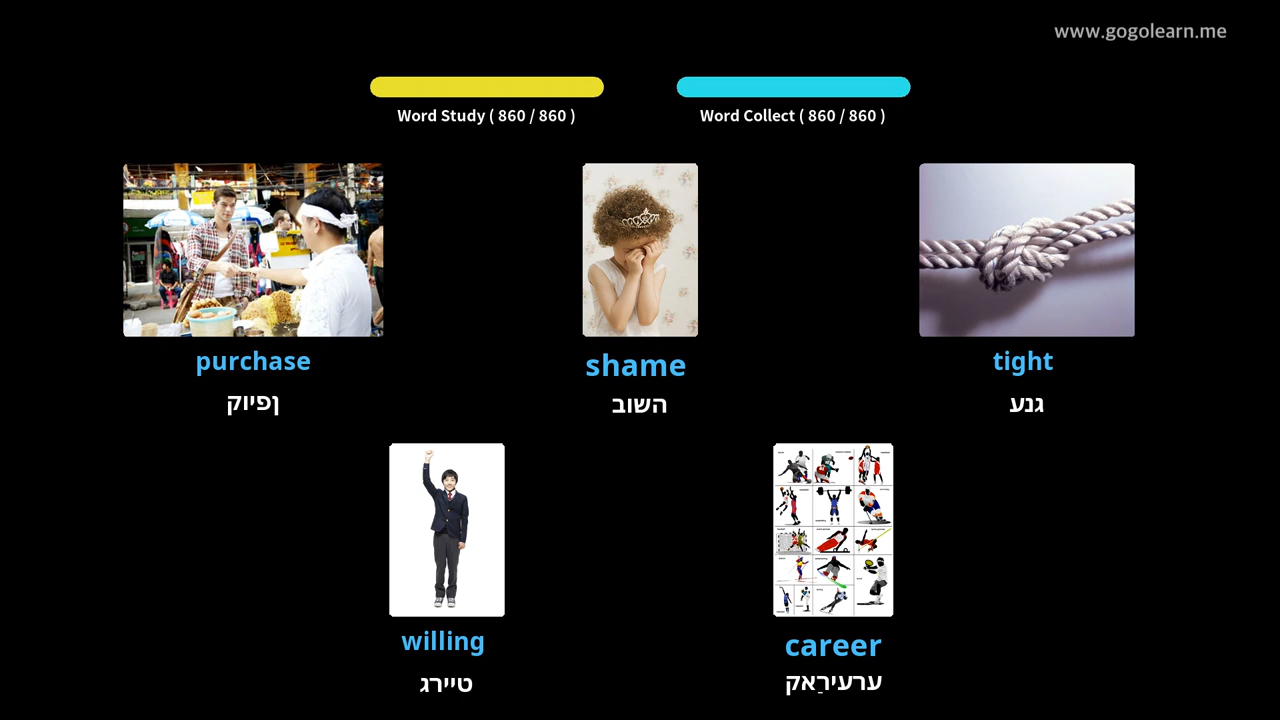 www.gogolearn.me
Word Study ( 860 / 860 )
Word Collect ( 860 / 860 )
purchase
ןפיוק
shame
השוב
tight
גנע
willing
טיירג
career
ערעירַאק